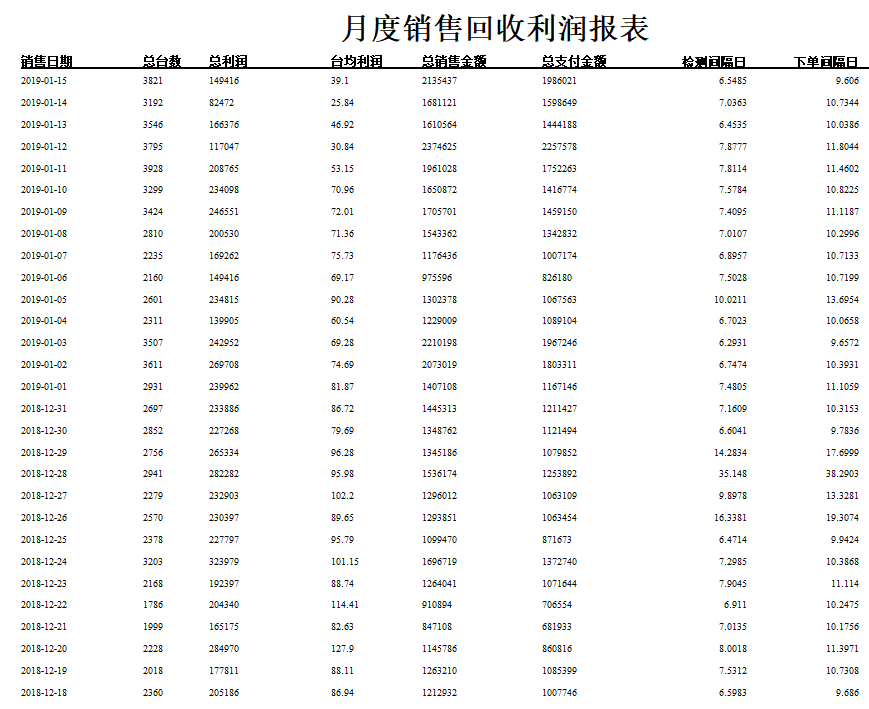 月度销售回收利润报表
销售日期 总台数 总利润 台均利润 总销售金额 总支付金额 检测间隔日 下单间隔日
2019-01-15 3821 149416 39.1 2135437 1986021 6.5485 9.606
2019-01-14 3192 82472 25.84 1681121 1598649 7.0363 10.7344
2019-01-13 3546 166376 46.92 1610564 1444188 6.4535 10.0386
2019-01-12 3795 117047 30.84 2374625 2257578 7.8777 11.8044
2019-01-11 3928 208765 53.15 1961028 1752263 7.8114 11.4602
2019-01-10 3299 234098 70.96 1650872 1416774 7.5784 10.8225
2019-01-09 3424 246551 72.01 1705701 1459150 7.4095 11.1187
2019-01-08 2810 200530 71.36 1543362 1342832 7.0107 10.2996
2019-01-07 2235 169262 75.73 1176436 1007174 6.8957 10.7133
2019-01-06 2160 149416 69.17 975596 826180 7.5028 10.7199
2019-01-05 2601 234815 90.28 1302378 1067563 10.0211 13.6954
2019-01-04 2311 139905 60.54 1229009 1089104 6.7023 10.0658
2019-01-03 3507 242952 69.28 2210198 1967246 6.2931 9.6572
2019-01-02 3611 269708 74.69 2073019 1803311 6.7474 10.3931
2019-01-01 2931 239962 81.87 1407108 1167146 7.4805 11.1059
2018-12-31 2697 233886 86.72 1445313 1211427 7.1609 10.3153
2018-12-30 2852 227268 79.69 1348762 1121494 6.6041 9.7836
2018-12-29 2756 265334 96.28 1345186 1079852 14.2834 17.6999
2018-12-28 2941 282282 95.98 1536174 1253892 35.148 38.2903
2018-12-27 2279 232903 102.2 1296012 1063109 9.8978 13.3281
2018-12-26 2570 230397 89.65 1293851 1063454 16.3381 19.3074
2018-12-25 2378 227797 95.79 1099470 871673 6.4714 9.9424
2018-12-24 3203 323979 101.15 1696719 1372740 7.2985 10.3868
2018-12-23 2168 192397 88.74 1264041 1071644 7.9045 11.114
2018-12-22 1786 204340 114.41 910894 706554 6.911 10.2475
2018-12-21 1999 165175 82.63 847108 681933 7.0135 10.1756
2018-12-20 2228 284970 127.9 1145786 860816 8.0018 11.3971
2018-12-19 2018 177811 88.11 1263210 1085399 7.5312 10.7308
2018-12-18 2360 205186 86.94 1212932 1007746 6.5983 9.686